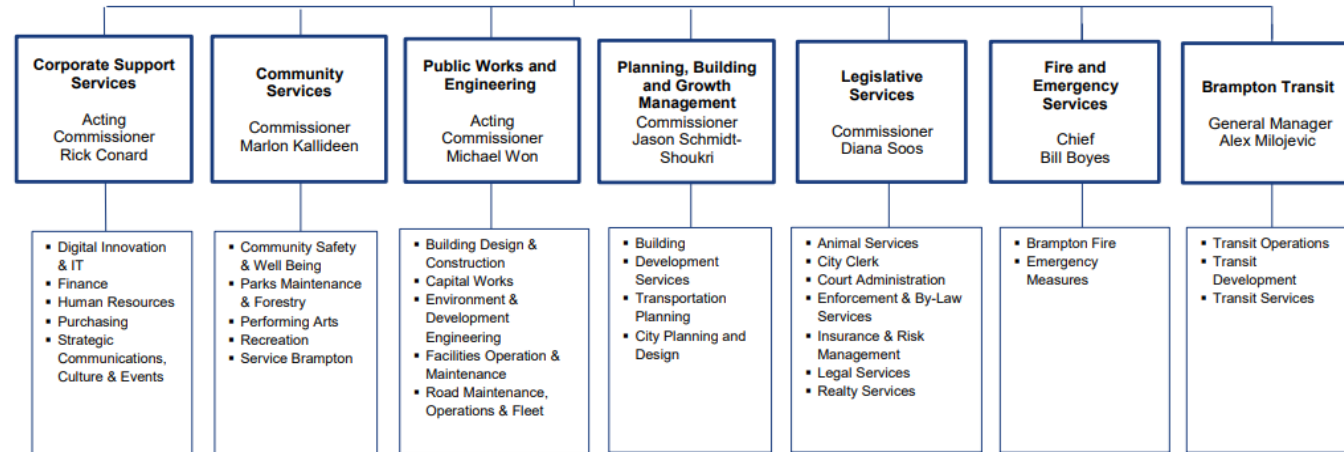 Corporate Support
Services
Acting
Commissioner
Rick Conard
Community
Services
Commissioner
Marlon Kallideen
Public Works and
Engineering
Acting
Commissioner
Michael Won
Planning, Building
and Growth
Management
Commissioner
Jason Schmidt-
Shoukri
Legislative
Services
Commissioner
Diana Soos
Fire and
Emergency
Services
Chief
Bill Boyes
Brampton Transit
General Manager
Alex Milojevic
▪ Digital Innovation
& IT
▪ Finance
▪ Human Resources
▪ Purchasing
▪ Strategic
Communications,
Culture & Events
▪ Community Safety
& Well Being
▪ Parks Maintenance
& Forestry
▪ Performing Arts
▪ Recreation
▪ Service Brampton
▪ Building Design &
Construction
▪ Capital Works
▪ Environment &
Development
Engineering
▪ Facilities Operation &
Maintenance
▪ Road Maintenance,
Operations & Fleet
▪ Building
▪ Development
Services
▪ Transportation
Planning
▪ City Planning and
Design
▪ Animal Services
▪ City Clerk
▪ Court Administration
▪ Enforcement & By-Law
Services
▪ Insurance & Risk
Management
▪ Legal Services
▪ Realty Services
▪ Brampton Fire
▪ Emergency
Measures
▪ Transit Operations
▪ Transit
Development
▪ Transit Services